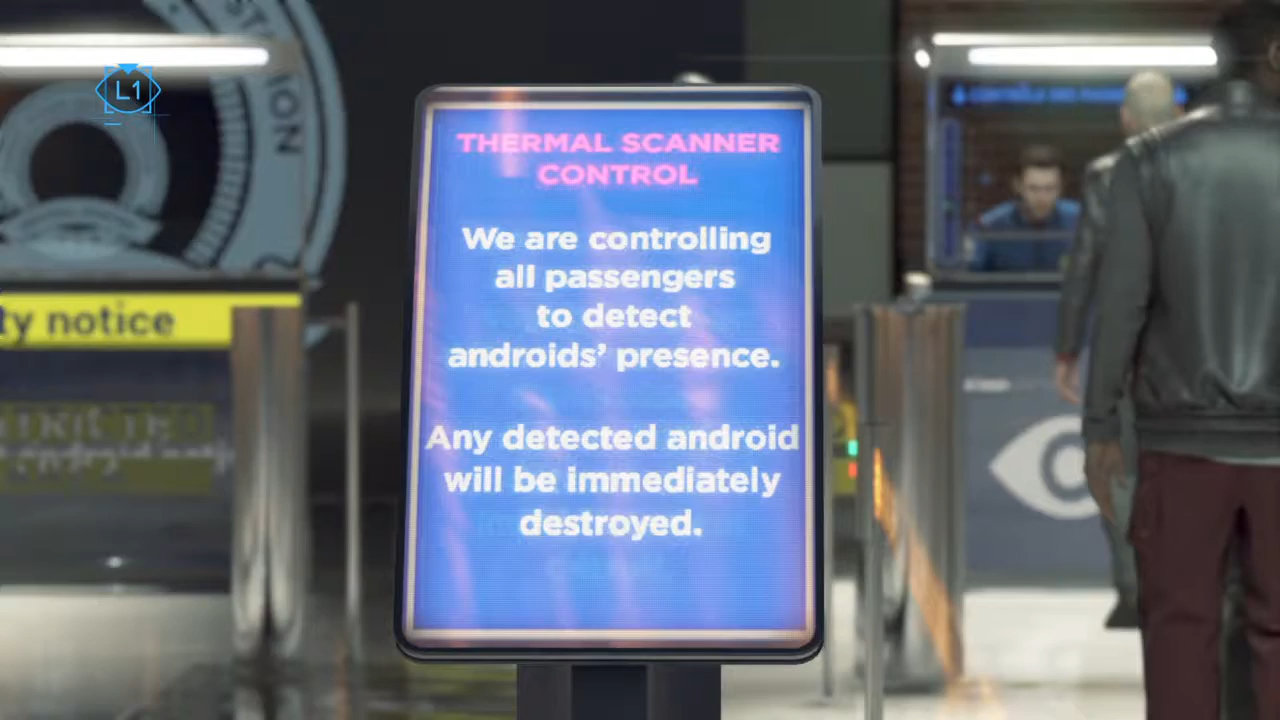 L1
THERMAL SCANNER
CONTROL
We are controlling
all passengers
to detect
androids' presence.
Any detected android
will be immediately
destroyed.
ty notice